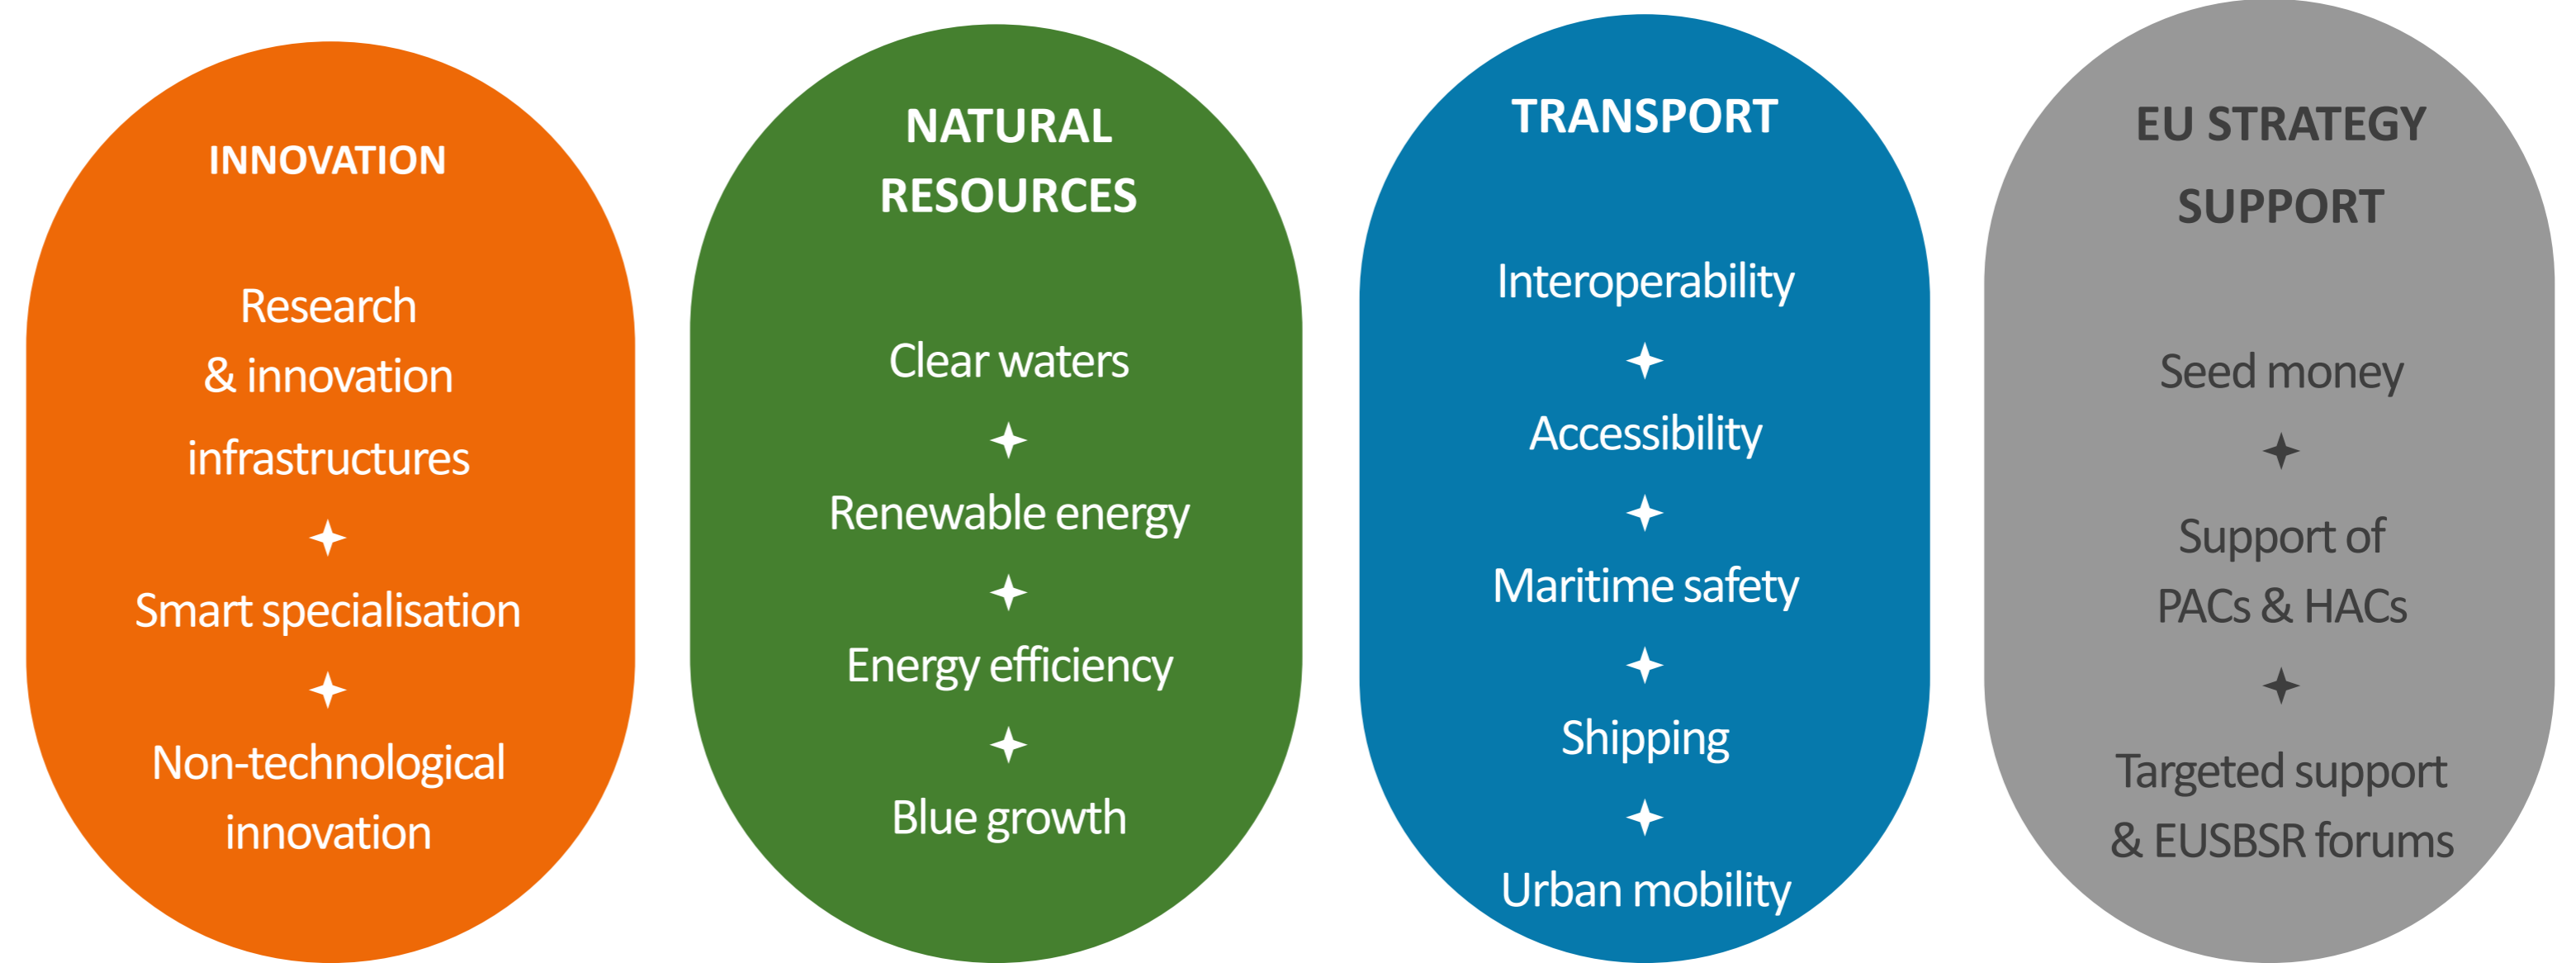 INNOVATION
Research
& innovation
infrastructures
Smart specialisation
Non-technological
innovation
NATURAL
RESOURCES
Clear waters
Renewable energy
Energy efficiency
Blue growth
TRANSPORT
Interoperability
Accessibility
Maritime safety
Shipping
Urban mobility
EU STRATEGY
SUPPORT
Seed money
Support of
PACs & HACs
Targeted support
& EUSBSR forums